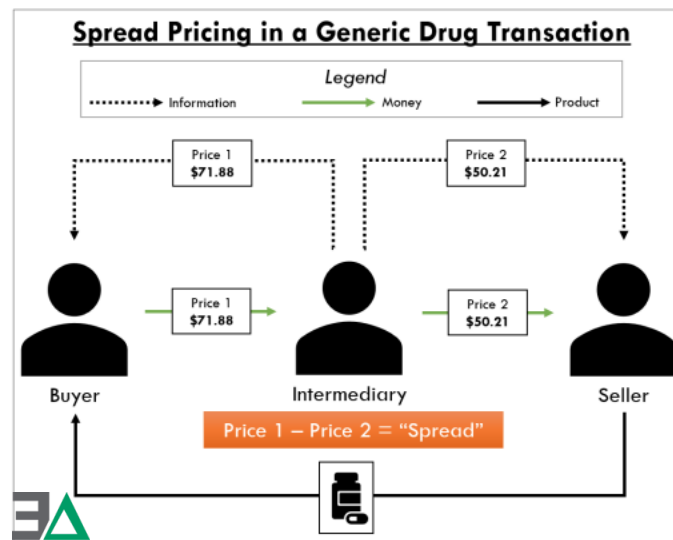 Spread Pricing in a Generic Drug Transaction
Legend
Information
Money
Product
Price 1
$71.88
Price 2
$50.21
Price 1
$71.88
Price 2
$50.21
Buyer
Intermediary
Seller
Price 1 – Price 2 = “Spread”